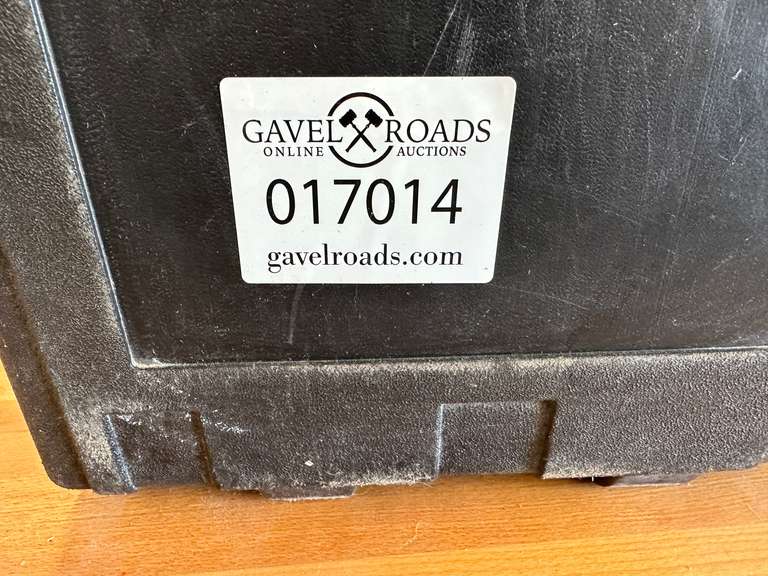 GAVEL ROADS
ONLINE AUCTIONS
017014
gavelroads.com